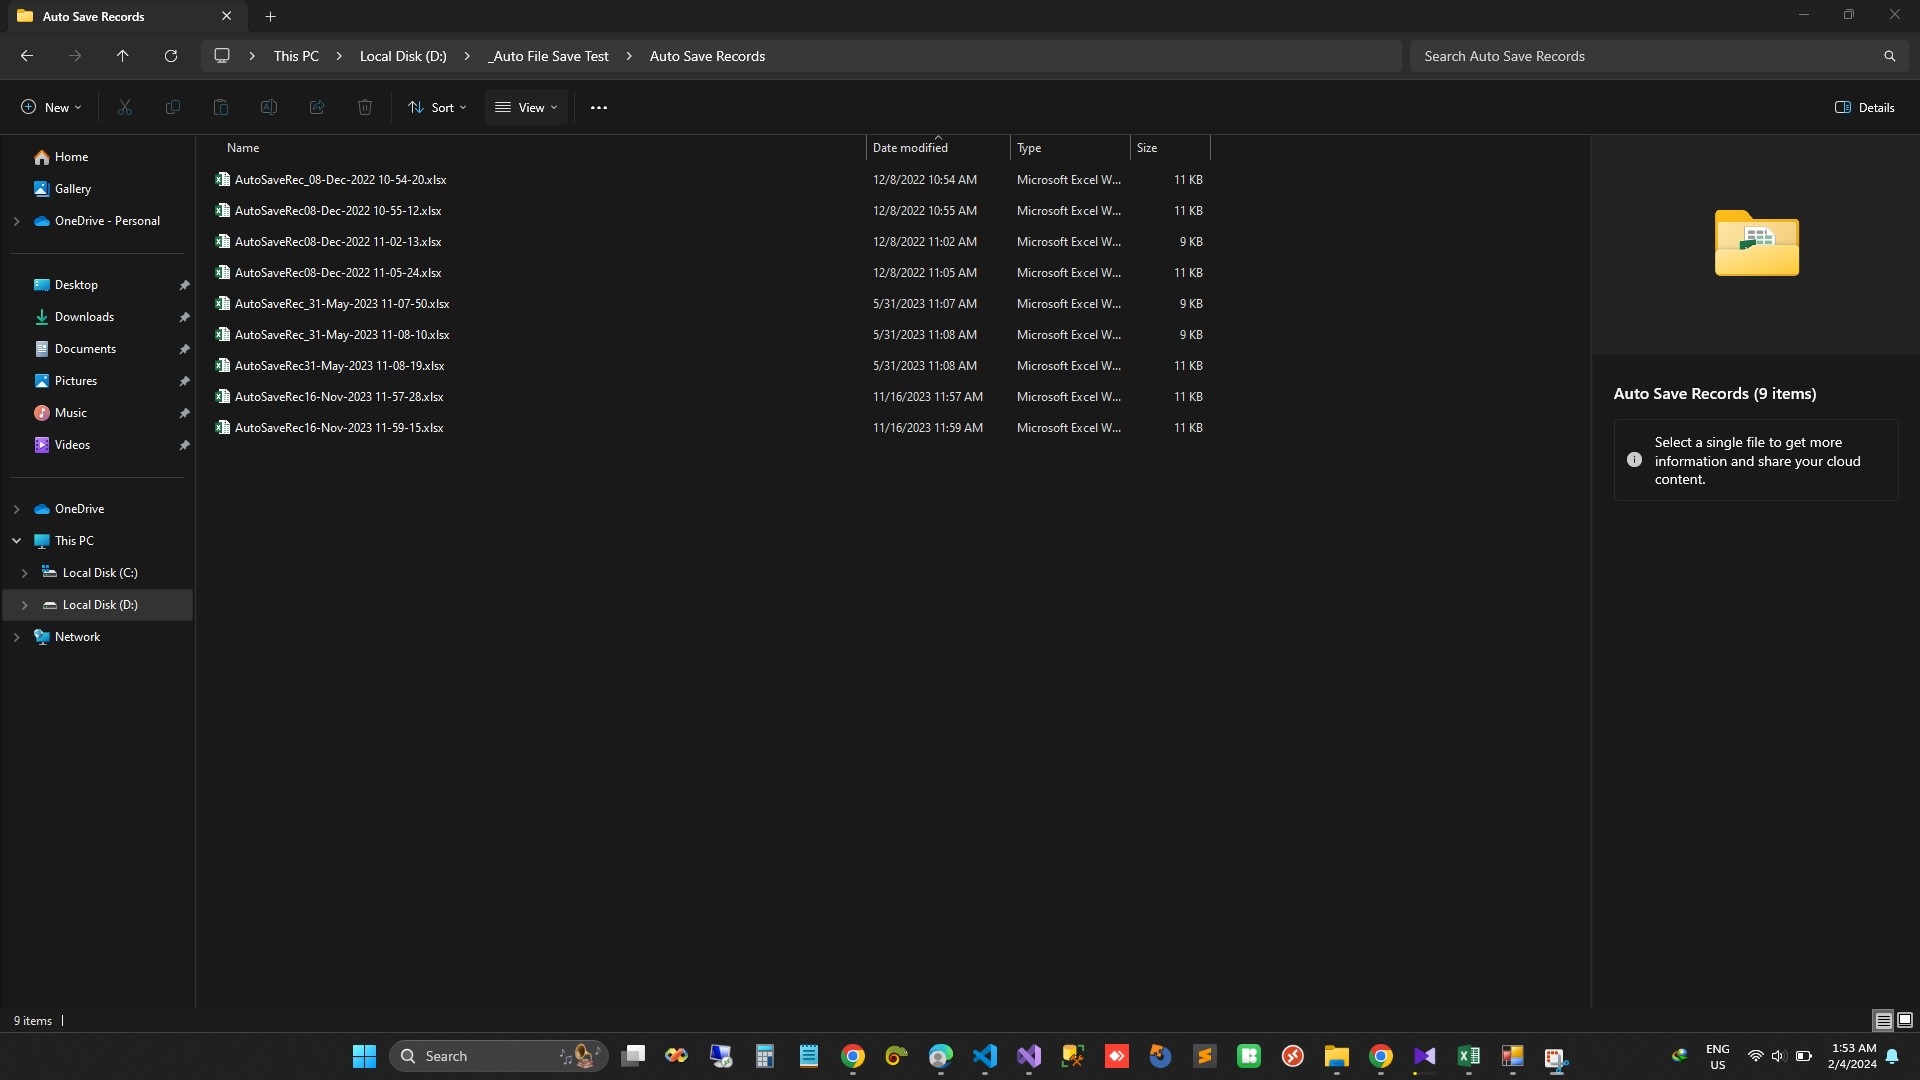 Auto Save Records
This PC
Local Disk (D:)
_Auto File Save Test
Auto Save Records
Search Auto Save Records
New
Sort
View
Details
Home
Gallery
OneDrive - Personal
Desktop
Downloads
Documents
Pictures
Music
Videos
OneDrive
This PC
Local Disk (C:)
Local Disk (D:)
Network
Name Date modified Type Size
AutoSaveRec_08-Dec-2022 10-54-20.xlsx 12/8/2022 10:54 AM Microsoft Excel W... 11 KB
AutoSaveRec08-Dec-2022 10-55-12.xlsx 12/8/2022 10:55 AM Microsoft Excel W... 11 KB
AutoSaveRec08-Dec-2022 11-02-13.xlsx 12/8/2022 11:02 AM Microsoft Excel W... 9 KB
AutoSaveRec08-Dec-2022 11-05-24.xlsx 12/8/2022 11:05 AM Microsoft Excel W... 11 KB
AutoSaveRec_31-May-2023 11-07-50.xlsx 5/31/2023 11:07 AM Microsoft Excel W... 9 KB
AutoSaveRec_31-May-2023 11-08-10.xlsx 5/31/2023 11:08 AM Microsoft Excel W... 9 KB
AutoSaveRec31-May-2023 11-08-19.xlsx 5/31/2023 11:08 AM Microsoft Excel W... 11 KB
AutoSaveRec16-Nov-2023 11-57-28.xlsx 11/16/2023 11:57 AM Microsoft Excel W... 11 KB
AutoSaveRec16-Nov-2023 11-59-15.xlsx 11/16/2023 11:59 AM Microsoft Excel W... 11 KB
Auto Save Records (9 items)
Select a single file to get more
information and share your cloud
content.
9 items
Search
ENG
US
1:53 AM
2/4/2024